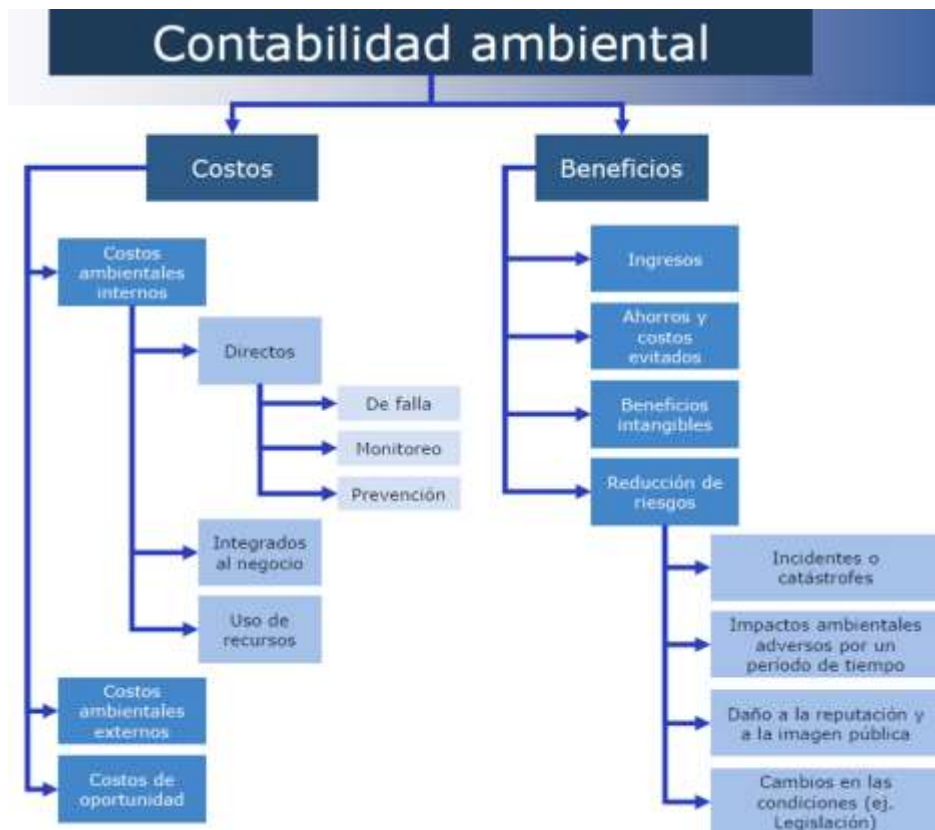 Contabilidad ambiental
Costos
Costos
ambientales
internos
Directos
De falla
Monitoreo
Prevención
Integrados
al negocio
Uso de
recursos
Costos
ambientales
externos
Costos de
oportunidad
Beneficios
Ingresos
Ahorros y
costos
evitados
Beneficios
intangibles
Reducción de
riesgos
Incidentes o
catástrofes
Impactos ambientales
adversos por un
período de tiempo
Daño a la reputación y
a la imagen pública
Cambios en las
condiciones (ej.
Legislación)